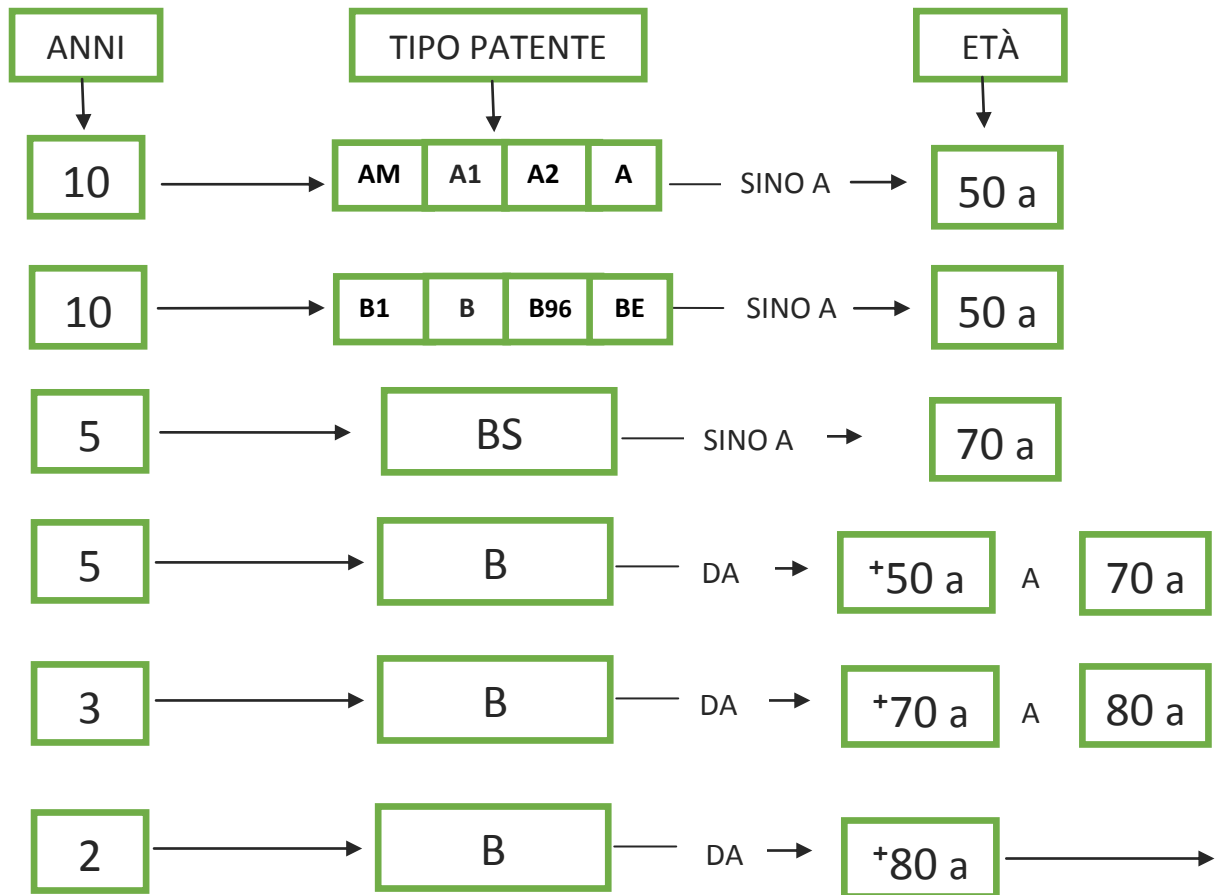 ANNI TIPO PATENTE ETÀ
10 AM A1 A2 A SINO A 50 a
10 B1 B B96 BE SINO A 50 a
5 BS SINO A 70 a
5 B DA +50 a A 70 a
3 B DA +70 a A 80 a
2 B DA +80 a